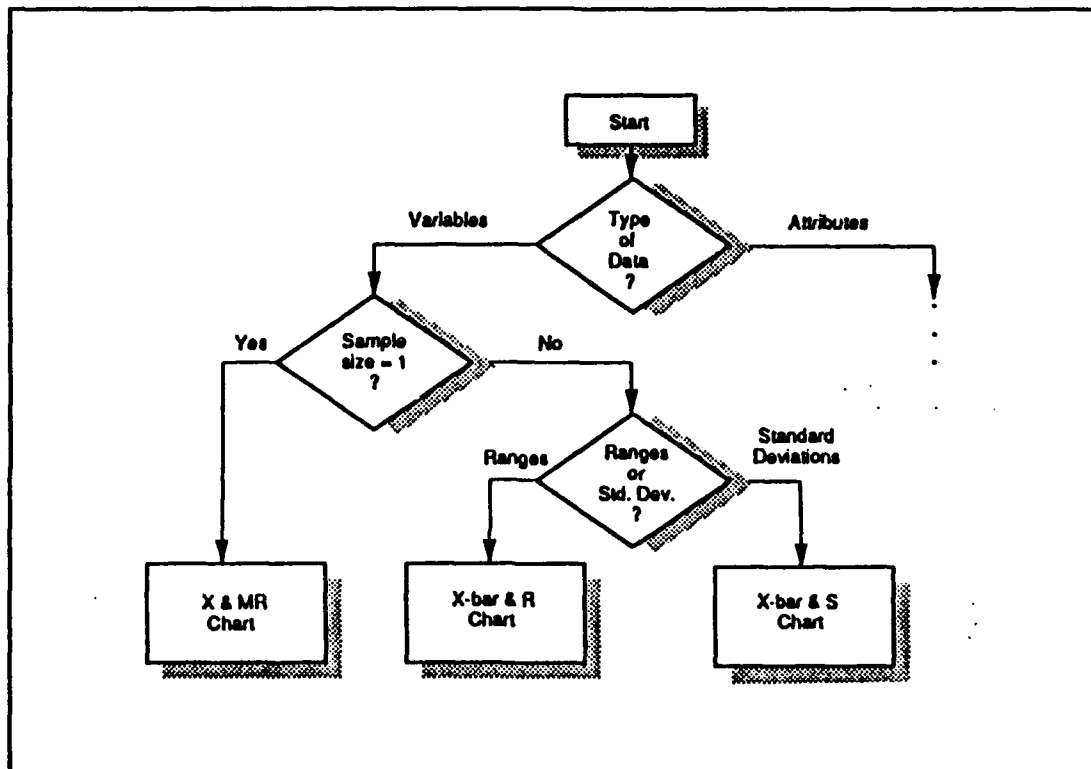 Start
Variables
Type
of
Data
?
Attributes
Yes
Sample
size = 1
?
No
Ranges
Ranges
or
Std. Dev.
?
Standard
Deviations
X & MR
Chart
X-bar & R
Chart
X-bar & S
Chart